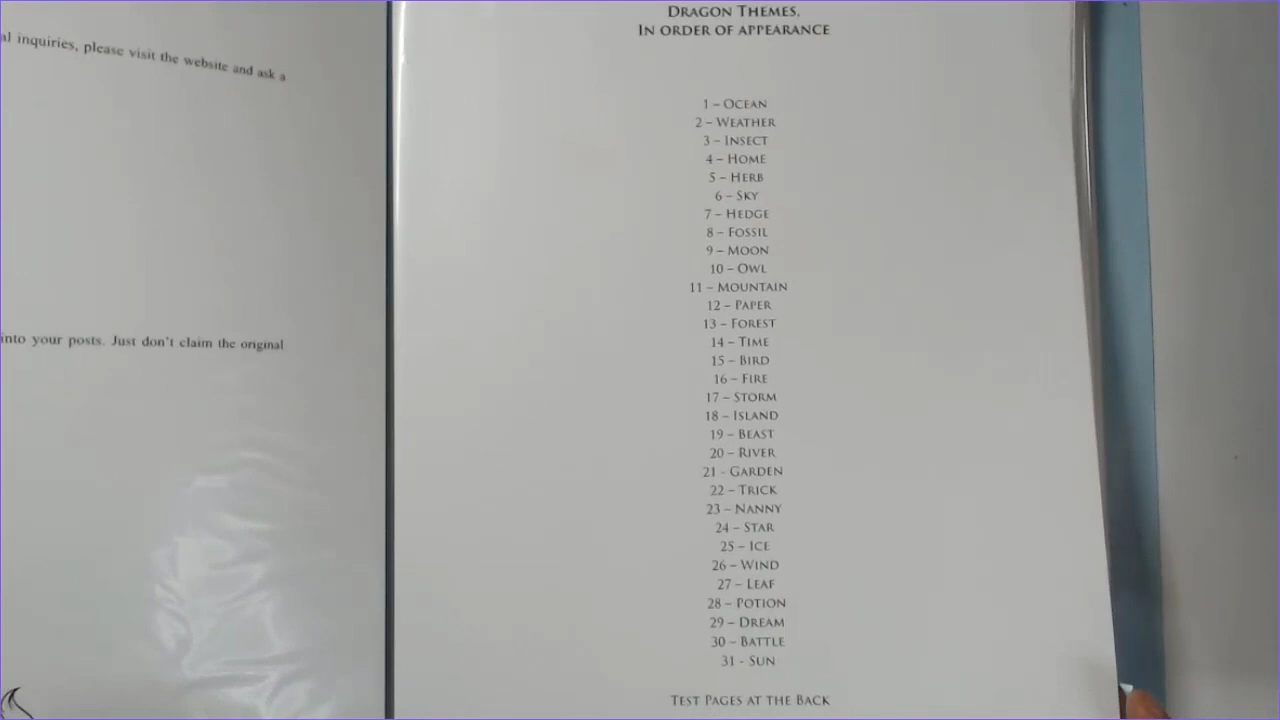 al inquiries, please visit the website and ask a
into your posts. Just don't claim the original
DRAGON THEMES,
IN ORDER OF APPEARANCE
1 – OCEAN
2 – WEATHER
3 – INSECT
4 – HOME
5 – HERB
6 – SKY
7 – HEDGE
8 – FOSSIL
9 – MOON
10 – OWL
11 – MOUNTAIN
12 – PAPER
13 – FOREST
14 – TIME
15 – BIRD
16 – FIRE
17 – STORM
18 – ISLAND
19 – BEAST
20 – RIVER
21 - GARDEN
22 – TRICK
23 – NANNY
24 – STAR
25 – ICE
26 – WIND
27 – LEAF
28 – POTION
29 – DREAM
30 – BATTLE
31 - SUN
TEST PAGES AT THE BACK